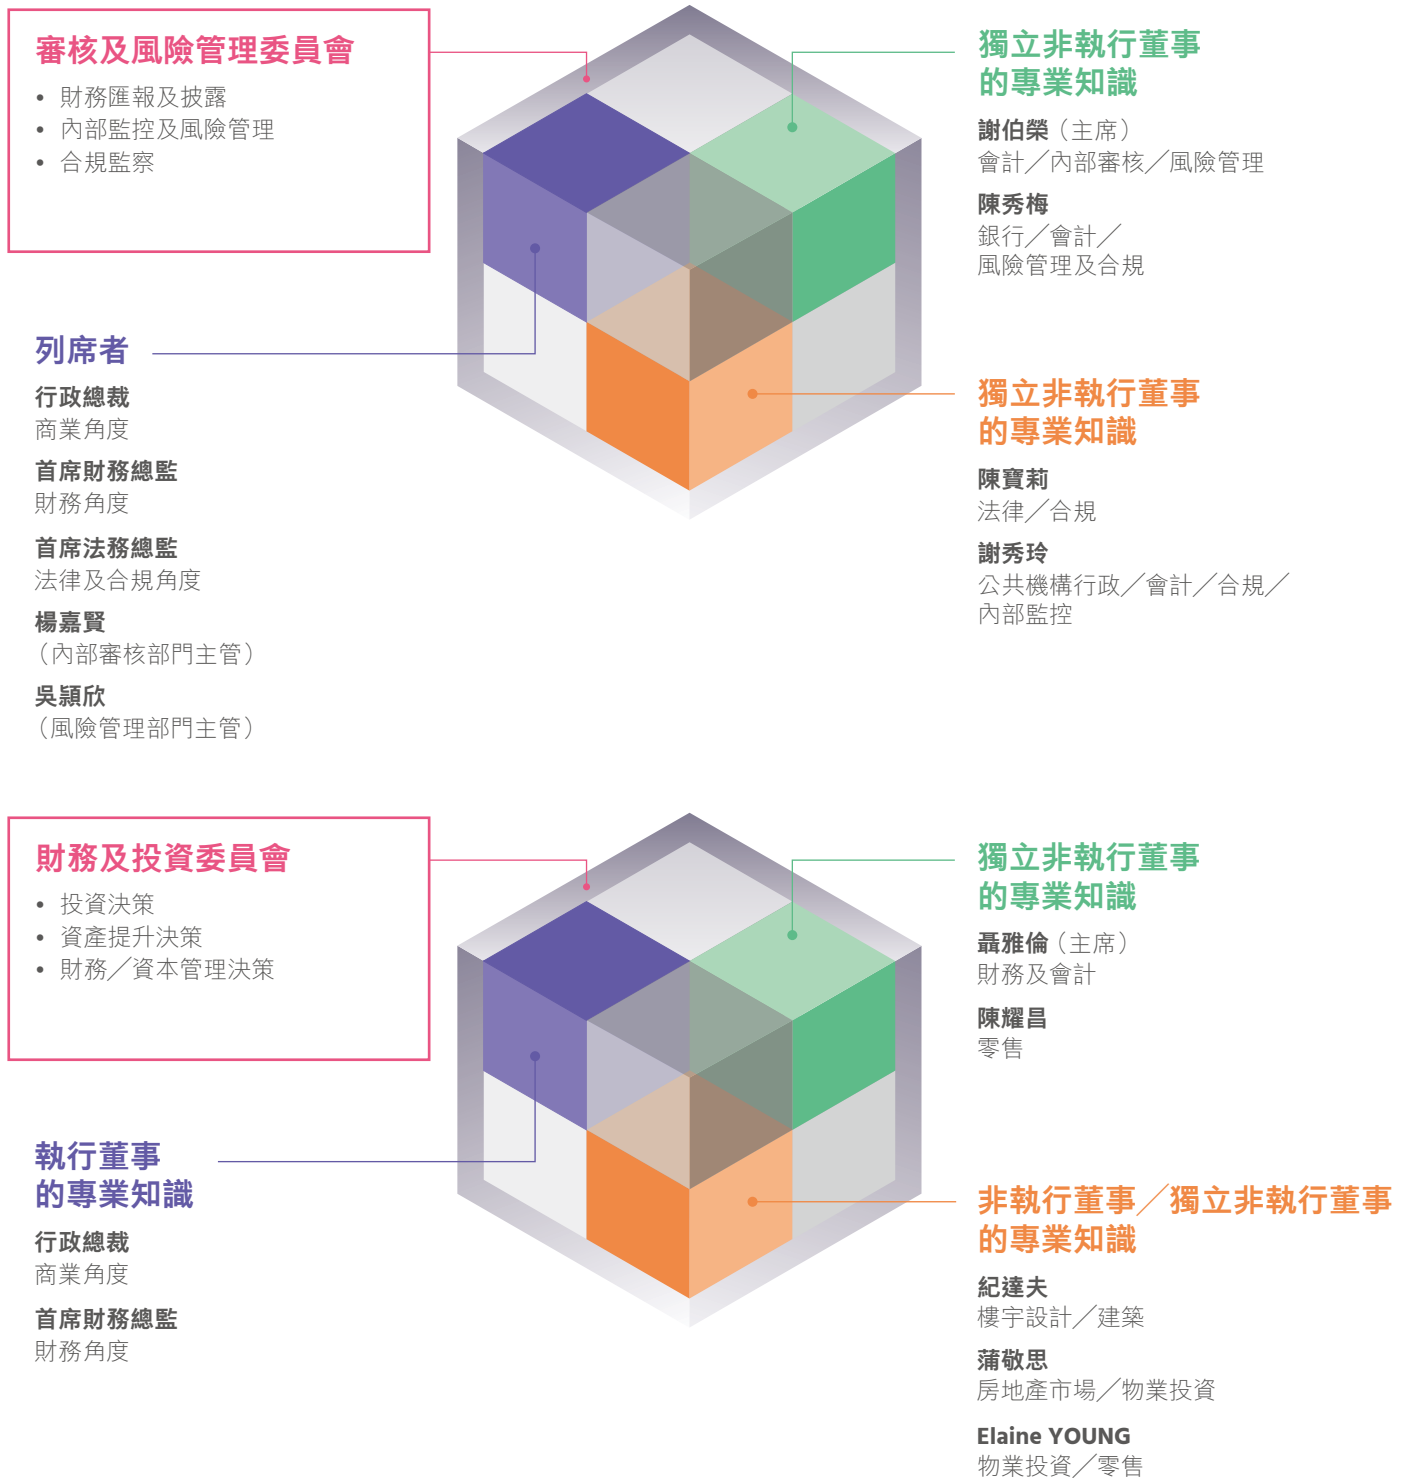 審核及風險管理委員會
• 財務匯報及披露
• 內部監控及風險管理
• 合規監察
列席者
行政總裁
商業角度
首席財務總監
財務角度
首席法務總監
法律及合規角度
楊嘉賢
（內部審核部門主管）
吳頴欣
（風險管理部門主管）
獨立非執行董事
的專業知識
謝伯榮（主席）
會計╱內部審核╱風險管理
陳秀梅
銀行╱會計╱
風險管理及合規
獨立非執行董事
的專業知識
陳寶莉
法律╱合規
謝秀玲
公共機構行政╱會計╱合規╱
內部監控
財務及投資委員會
• 投資決策
• 資產提升決策
• 財務╱資本管理決策
執行董事
的專業知識
行政總裁
商業角度
首席財務總監
財務角度
獨立非執行董事
的專業知識
聶雅倫（主席）
財務及會計
陳耀昌
零售
非執行董事╱獨立非執行董事
的專業知識
紀達夫
樓宇設計╱建築
蒲敬思
房地產市場╱物業投資
Elaine YOUNG
物業投資╱零售